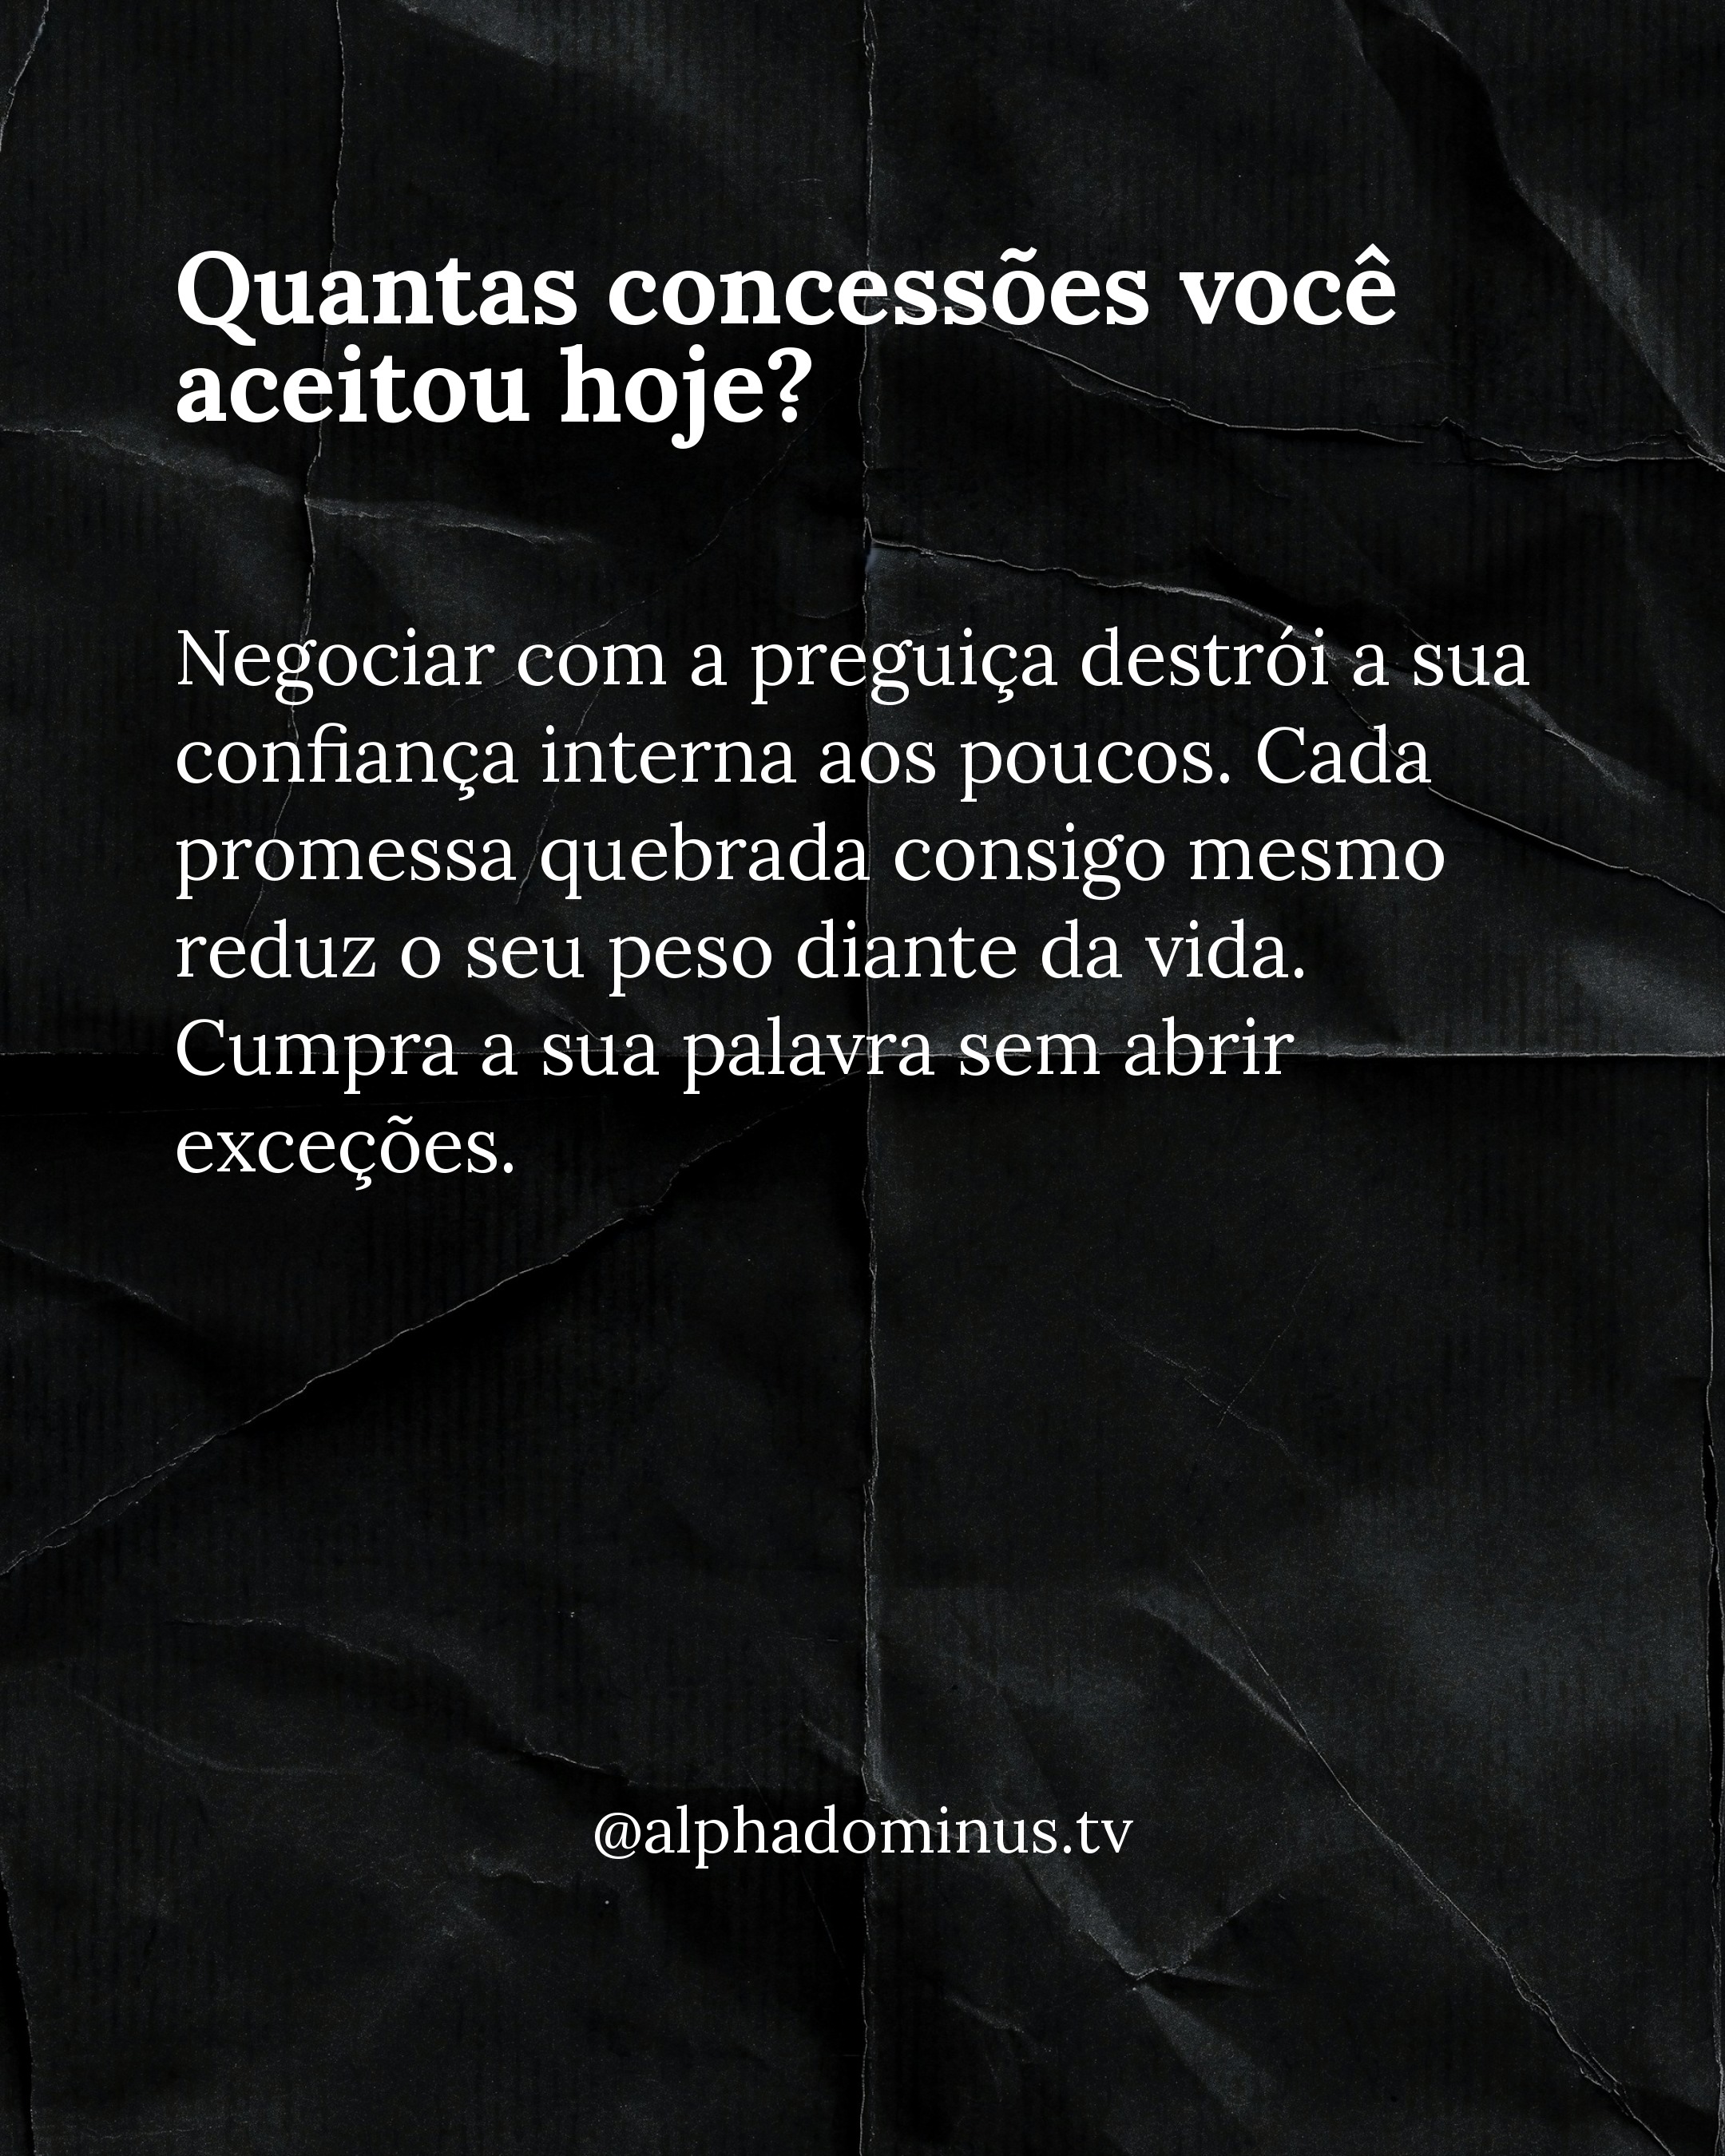 Quantas concessões você
aceitou hoje?
Negociar com a preguiça destrói a sua
confiança interna aos poucos. Cada
promessa quebrada consigo mesmo
reduz o seu peso diante da vida.
Cumpra a sua palavra sem abrir
exceções.
@alphadominus.tv